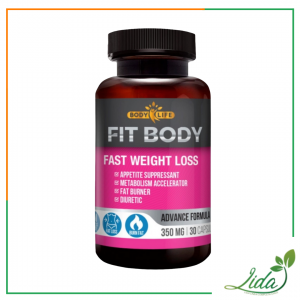 BODY LIFE
FIT BODY
FAST WEIGHT LOSS
APPETITE SUPPRESSANT
METABOLISM ACCELERATOR
FAT BURNER
DIURETIC
ADVANCE FORMULA
350 MG | 30 CAPSU
Lida